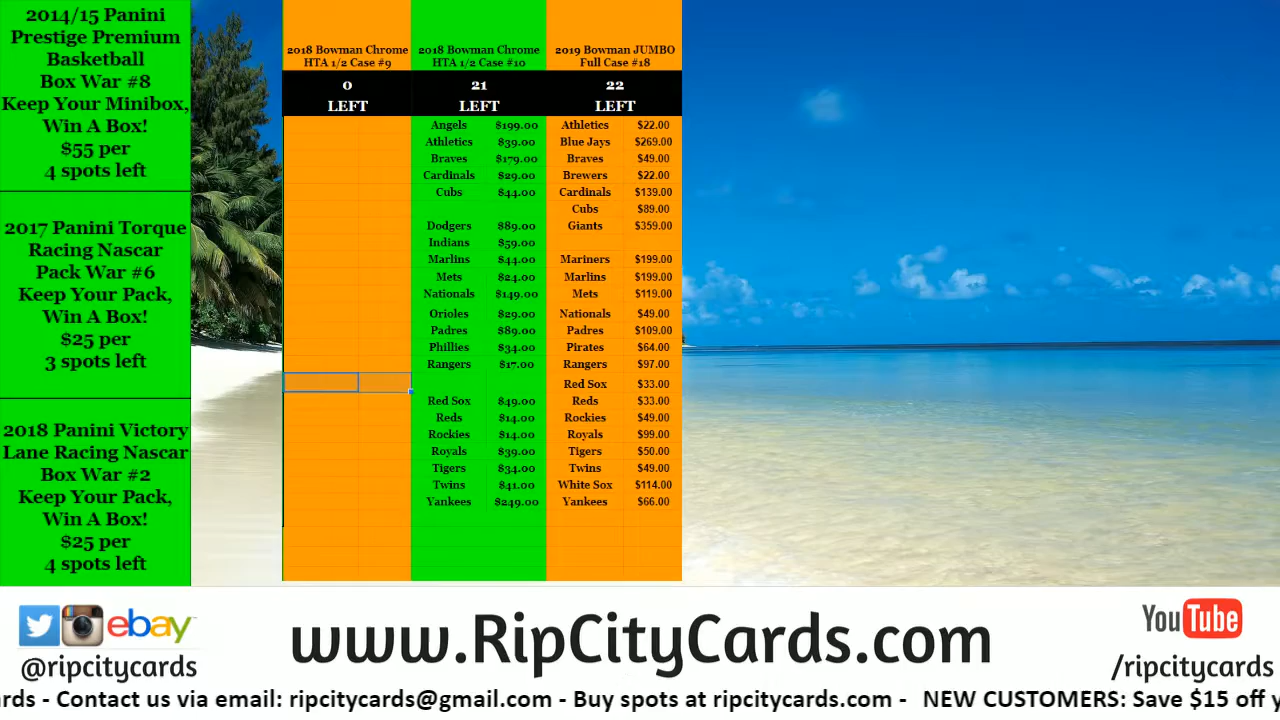 2014/15 Panini
Prestige Premium
Basketball
Box War #8
Keep Your Minibox,
Win A Box!
$55 per
4 spots left
2017 Panini Torque
Racing Nascar
Pack War #6
Keep Your Pack,
Win A Box!
$25 per
3 spots left
2018 Panini Victory
Lane Racing Nascar
Box War #2
Keep Your Pack,
Win A Box!
$25 per
4 spots left
2018 Bowman Chrome
HTA 1/2 Case #9
0
LEFT
2018 Bowman Chrome
HTA 1/2 Case #10
21
LEFT
Angels $199.00
Athletics $39.00
Braves $179.00
Cardinals $29.00
Cubs $44.00
Dodgers $89.00
Indians $59.00
Marlins $44.00
Mets $24.00
Nationals $149.00
Orioles $29.00
Padres $89.00
Phillies $34.00
Rangers $17.00
Red Sox $49.00
Reds $14.00
Rockies $14.00
Royals $39.00
Tigers $34.00
Twins $41.00
Yankees $249.00
2019 Bowman JUMBO
Full Case #18
22
LEFT
Athletics $22.00
Blue Jays $269.00
Braves $49.00
Brewers $22.00
Cardinals $139.00
Cubs $89.00
Giants $359.00
Mariners $199.00
Marlins $199.00
Mets $119.00
Nationals $49.00
Padres $109.00
Pirates $64.00
Rangers $97.00
Red Sox $33.00
Reds $33.00
Rockies $49.00
Royals $99.00
Tigers $50.00
Twins $49.00
White Sox $114.00
Yankees $66.00
ebay
@ripcitycards
www.RipCityCards.com
YouTube
/ripcitycards
ards - Contact us via email: ripcitycards@gmail.com - Buy spots at ripcitycards.com - NEW CUSTOMERS: Save $15 off y